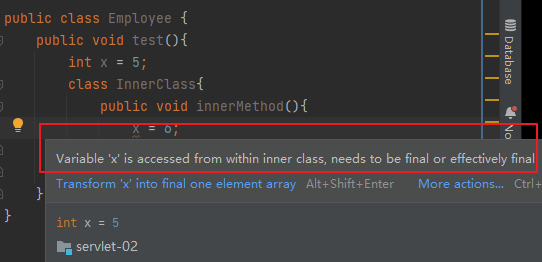 public class Employee {
public void test(){
int x = 5;
class InnerClass{
public void innerMethod(){
x = 6;
Variable 'x' is accessed from within inner class, needs to be final or effectively final
Transform 'x' into final one element array Alt+Shift+Enter More actions... Ctrl+
int x = 5
servlet-02
}
}
Database
No